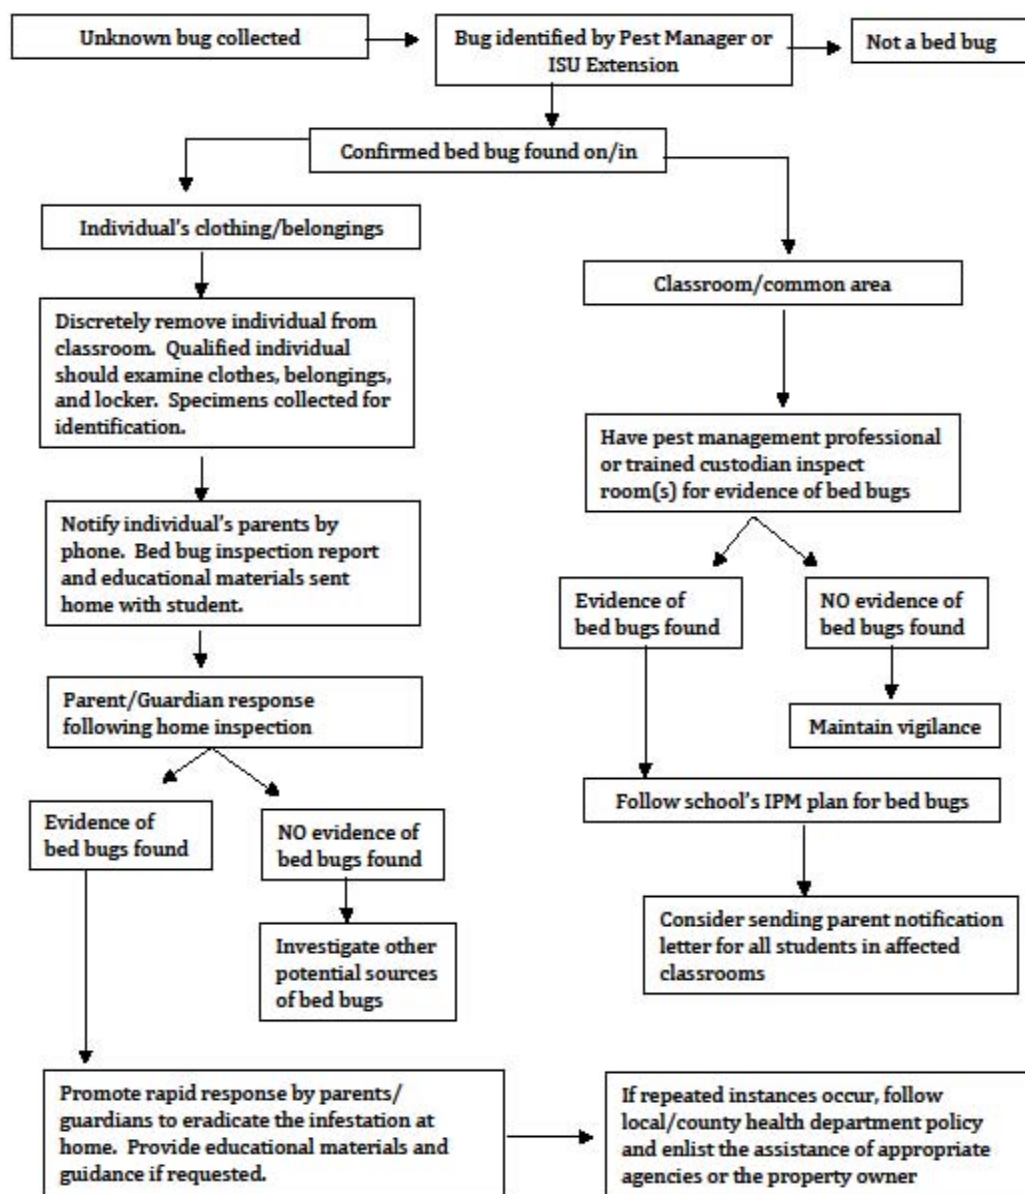 Unknown bug collected
Bug identified by Pest Manager or
ISU Extension
Not a bed bug
Confirmed bed bug found on/in
Individual's clothing/belongings
Discretely remove individual from
classroom. Qualified individual
should examine clothes, belongings,
and locker. Specimens collected for
identification.
Notify individual's parents by
phone. Bed bug inspection report
and educational materials sent
home with student.
Parent/Guardian response
following home inspection
Evidence of
bed bugs found
NO evidence of
bed bugs found
Investigate other
potential sources
of bed bugs
Promote rapid response by parents/
guardians to eradicate the infestation at
home. Provide educational materials and
guidance if requested.
If repeated instances occur, follow
local/county health department policy
and enlist the assistance of appropriate
agencies or the property owner
Classroom/common area
Have pest management professional
or trained custodian inspect
room(s) for evidence of bed bugs
Evidence of
bed bugs found
NO evidence of
bed bugs found
Maintain vigilance
Follow school's IPM plan for bed bugs
Consider sending parent notification
letter for all students in affected
classrooms